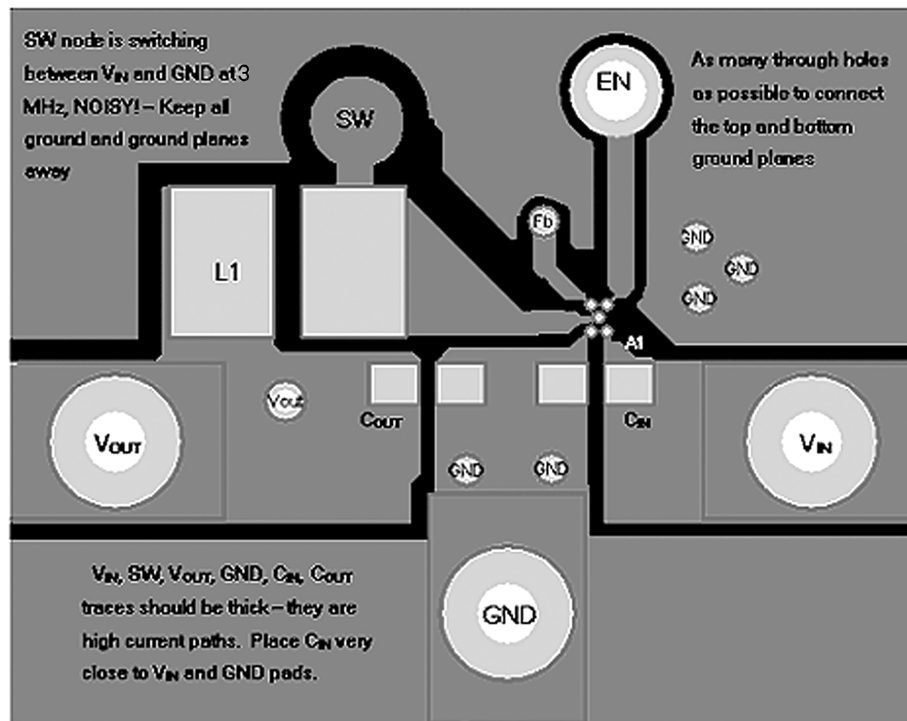 SW node is switching
between VIN and GND at 3
MHz, NOISY! – Keep all
ground and ground planes
away
SW
EN
As many through holes
as possible to connect
the top and bottom
ground planes
Fb
GND
GND
GND
L1
A1
VOUT
Vout
COUT
CIN
VIN
GND
GND
GND
VIN, SW, VOUT, GND, CIN, COUT
traces should be thick – they are
high current paths. Place CIN very
close to VIN and GND pads.